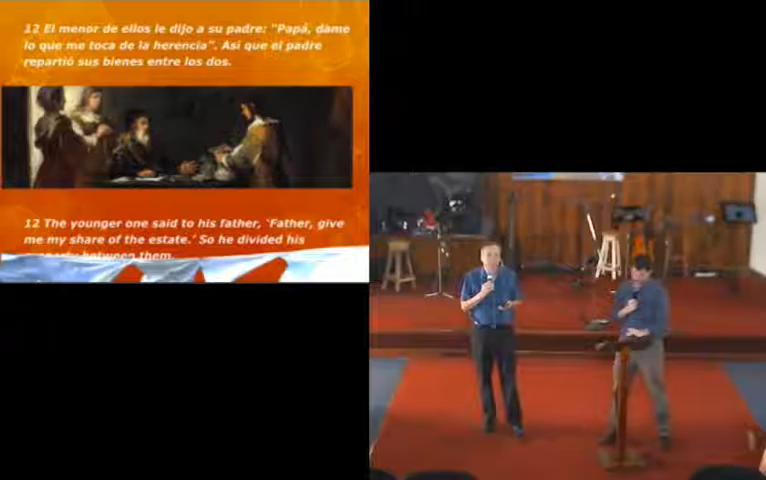 12 El menor de ellos le dijo a su padre: "Papá, dame
lo que me toca de la herencia". Así que el padre
repartió sus bienes entre los dos.
12 The younger one said to his father, ‘Father, give
me my share of the estate.’ So he divided his
between them.